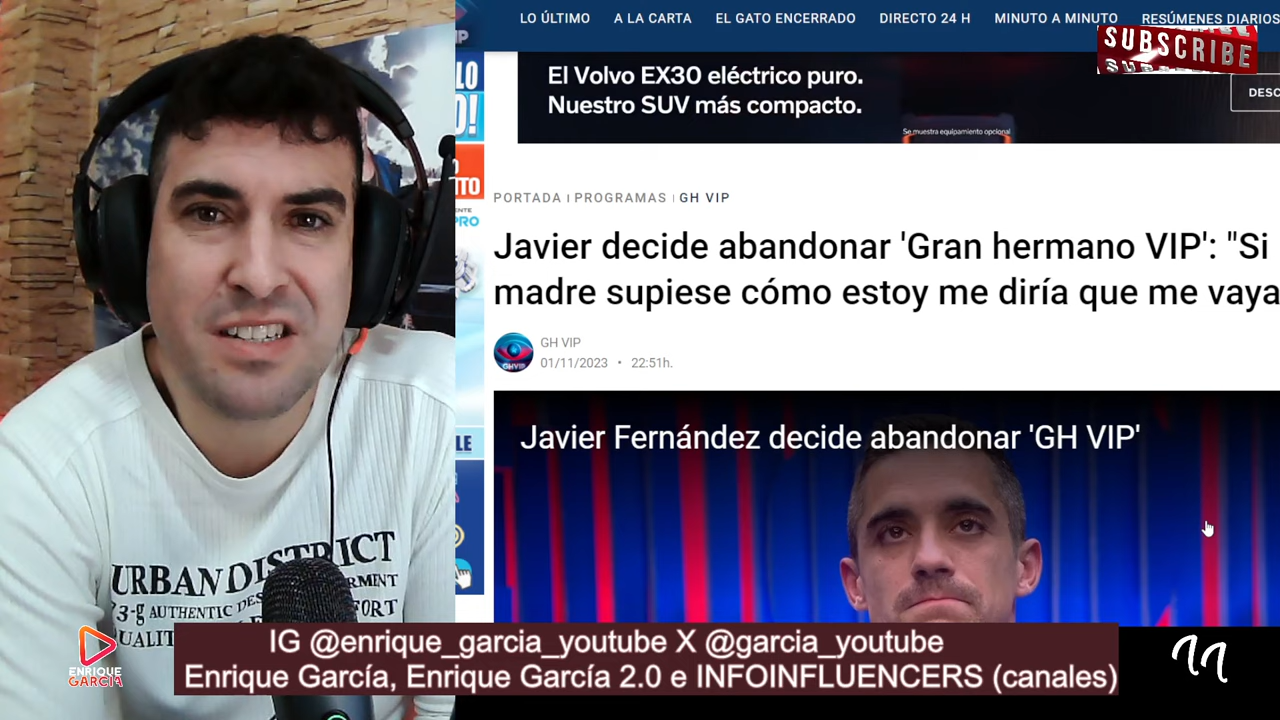 LO ÚLTIMO A LA CARTA EL GATO ENCERRADO DIRECTO 24 H MINUTO A MINUTO RESÚMENES DIARIOS
SUBSCRIBE
El Volvo EX30 eléctrico puro.
Nuestro SUV más compacto.
DESC
Se muestra equipamiento opcional
PORTADA | PROGRAMAS | GH VIP
Javier decide abandonar 'Gran hermano VIP': "Si
madre supiese cómo estoy me diría que me vaya
GH VIP
01/11/2023 • 22:51h.
GHVIP
Javier Fernández decide abandonar 'GH VIP'
URBAN DISTRICT
AUTHENTIC
IG @enrique_garcia_youtube X @garcia_youtube
Enrique García, Enrique García 2.0 e INFOINFLUENCERS (canales)
ENRIQUE
GARCÍA